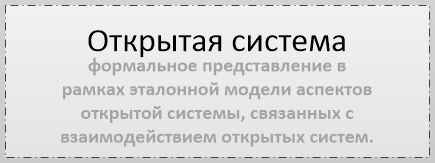 Открытая система
формальное представление в
рамках эталонной модели аспектов
открытой системы, связанных с
взаимодействием открытых систем.